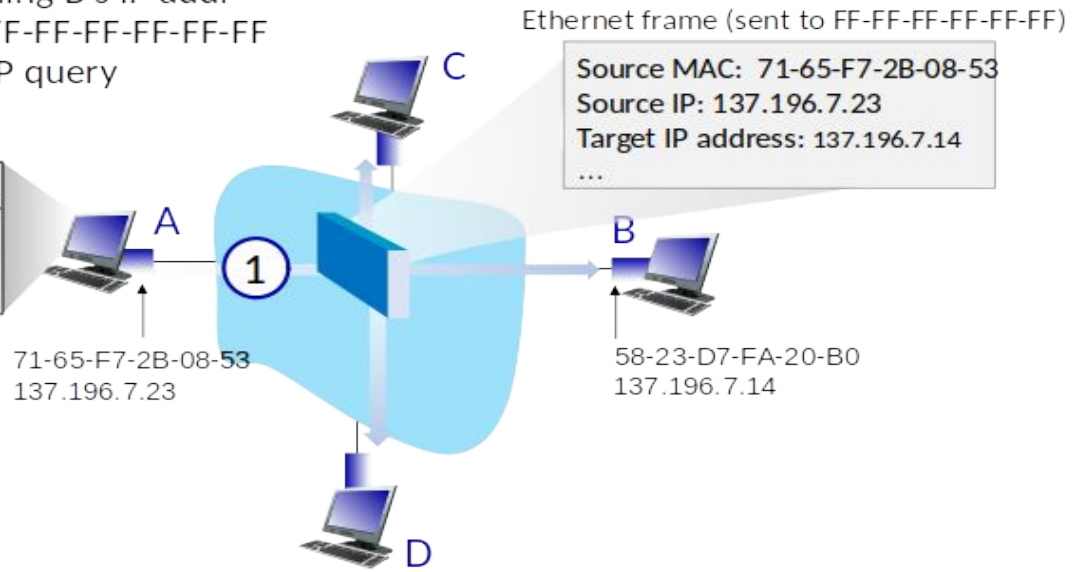 Ethernet frame (sent to FF-FF-FF-FF-FF-FF)
IP addr
FF-FF-FF-FF-FF
query
C
Source MAC: 71-65-F7-2B-08-53
Source IP: 137.196.7.23
Target IP address: 137.196.7.14
...
A
B
1
71-65-F7-2B-08-53
137.196.7.23
58-23-D7-FA-20-B0
137.196.7.14
D